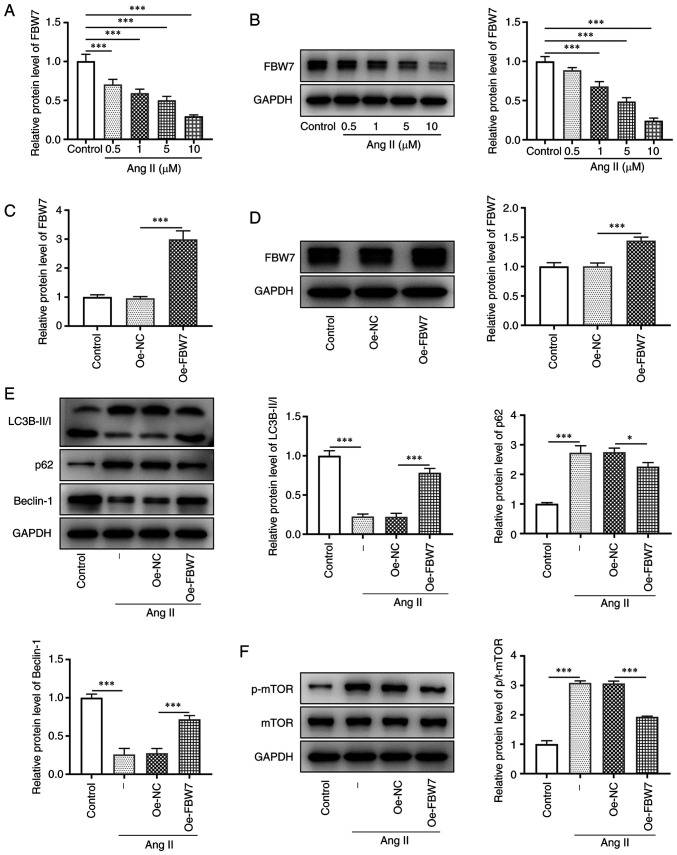 A
Relative protein level of FBW7
1.5
1.0
0.5
0.0
***
***
***
***
Control 0.5 1 5 10
Ang II (μM)
B
FBW7
GAPDH
Control 0.5 1 5 10
Ang II (μM)
Relative protein level of FBW7
1.5
1.0
0.5
0.0
***
***
***
Control 0.5 1 5 10
Ang II (μM)
C
Relative protein level of FBW7
4
3
2
1
0
***
Control
Oe-NC
Oe-FBW7
D
FBW7
GAPDH
Control
Oe-NC
Oe-FBW7
Relative protein level of FBW7
2.0
1.5
1.0
0.5
0.0
***
Control
Oe-NC
Oe-FBW7
E
LC3B-II/I
p62
Beclin-1
GAPDH
Control
–
Oe-NC
Oe-FBW7
Ang II
Relative protein level of LC3B-II/I
1.5
1.0
0.5
0.0
***
***
Control
–
Oe-NC
Oe-FBW7
Ang II
Relative protein level of p62
4
3
2
1
0
***
*
Control
–
Oe-NC
Oe-FBW7
Ang II
Relative protein level of Beclin-1
1.5
1.0
0.5
0.0
***
***
Control
–
Oe-NC
Oe-FBW7
Ang II
F
p-mTOR
mTOR
GAPDH
Control
–
Oe-NC
Oe-FBW7
Ang II
Relative protein level of p/t-mTOR
4
3
2
1
0
***
***
Control
–
Oe-NC
Oe-FBW7
Ang II